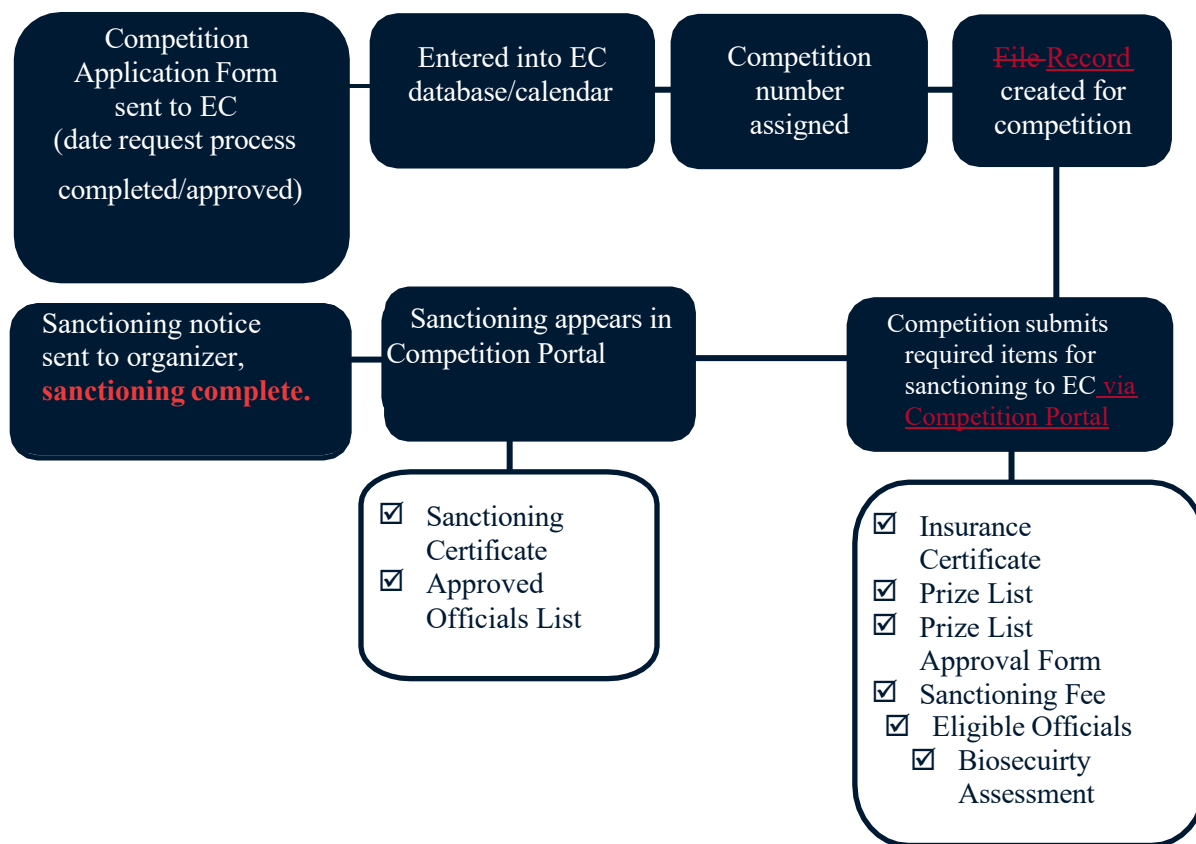 Competition
Application Form
sent to EC
(date request process
completed/approved)
Entered into EC
database/calendar
Competition
number
assigned
File Record
created for
competition
Competition submits
required items for
sanctioning to EC via
Competition Portal
☑ Insurance
Certificate
☑ Prize List
☑ Prize List
Approval Form
☑ Sanctioning Fee
☑ Eligible Officials
☑ Biosecuirty
Assessment
Sanctioning appears in
Competition Portal
☑ Sanctioning
Certificate
☑ Approved
Officials List
Sanctioning notice
sent to organizer,
sanctioning complete.